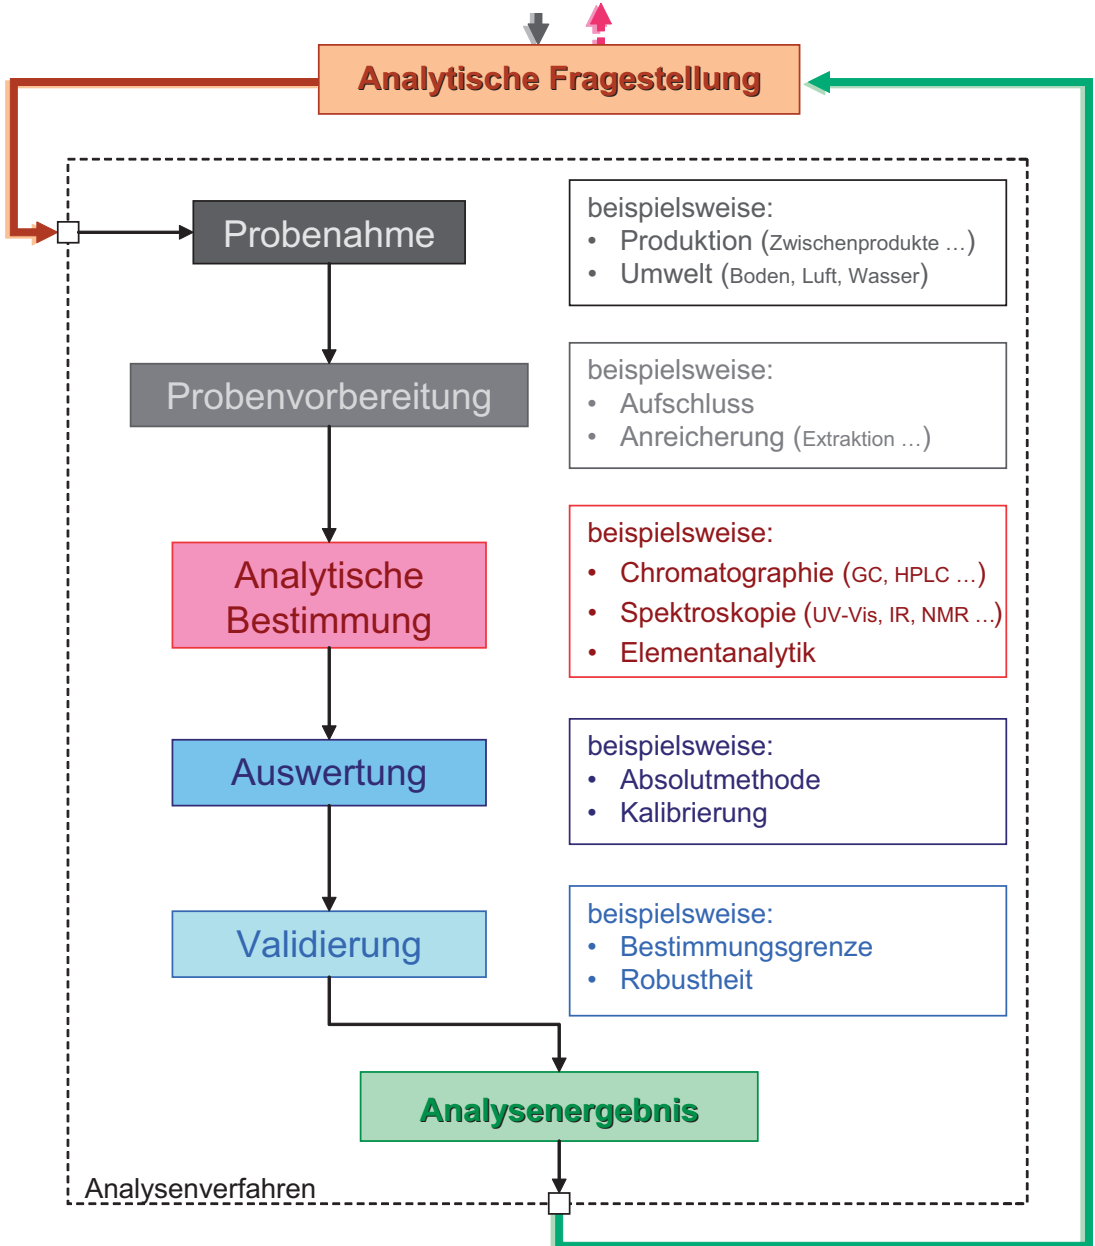 Analytische Fragestellung
Probenahme
beispielsweise:
• Produktion (Zwischenprodukte …)
• Umwelt (Boden, Luft, Wasser)
Probenvorbereitung
beispielsweise:
• Aufschluss
• Anreicherung (Extraktion …)
Analytische
Bestimmung
beispielsweise:
• Chromatographie (GC, HPLC …)
• Spektroskopie (UV-Vis, IR, NMR …)
• Elementanalytik
Auswertung
beispielsweise:
• Absolutmethode
• Kalibrierung
Validierung
beispielsweise:
• Bestimmungsgrenze
• Robustheit
Analysenergebnis
Analysenverfahren